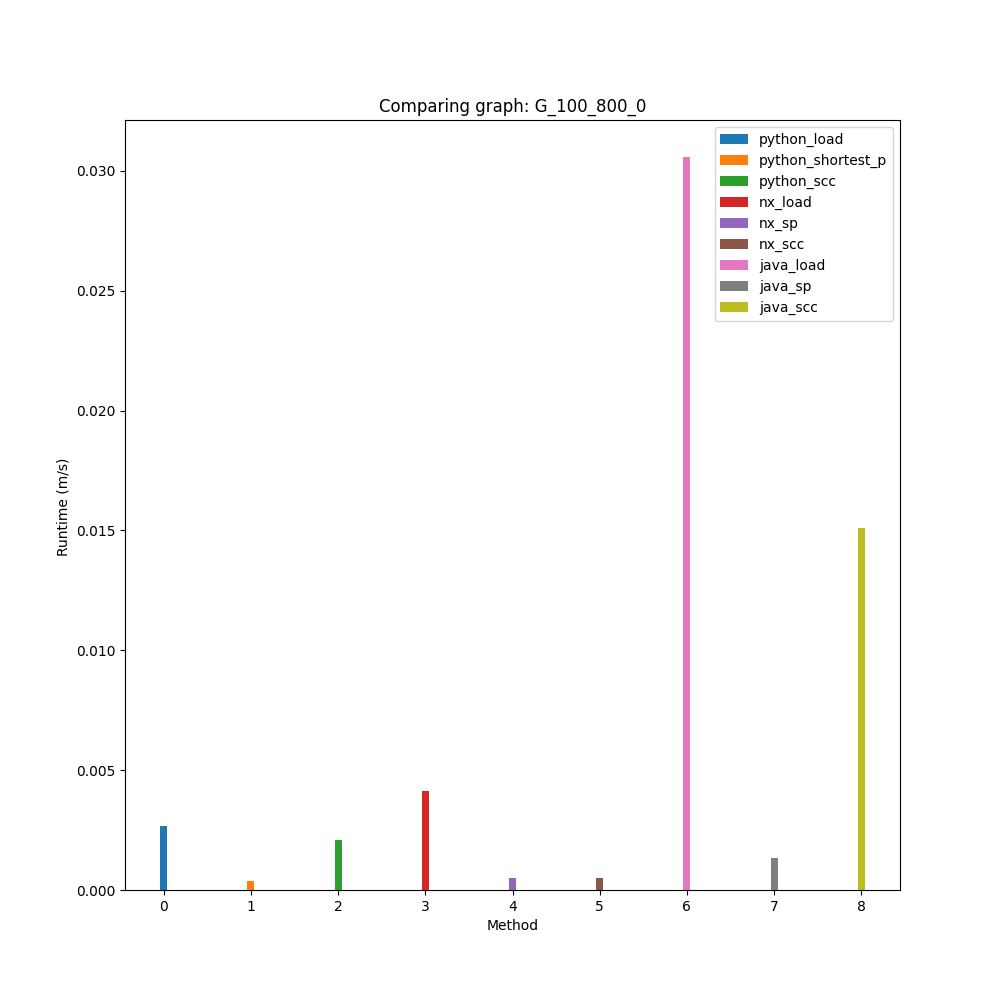 Comparing graph: G_100_800_0
python_load
python_shortest_p
python_scc
nx_load
nx_sp
nx_scc
java_load
java_sp
java_scc
0.030
0.025
0.020
0.015
0.010
0.005
0.000
Runtime (m/s)
0 1 2 3 4 5 6 7 8
Method